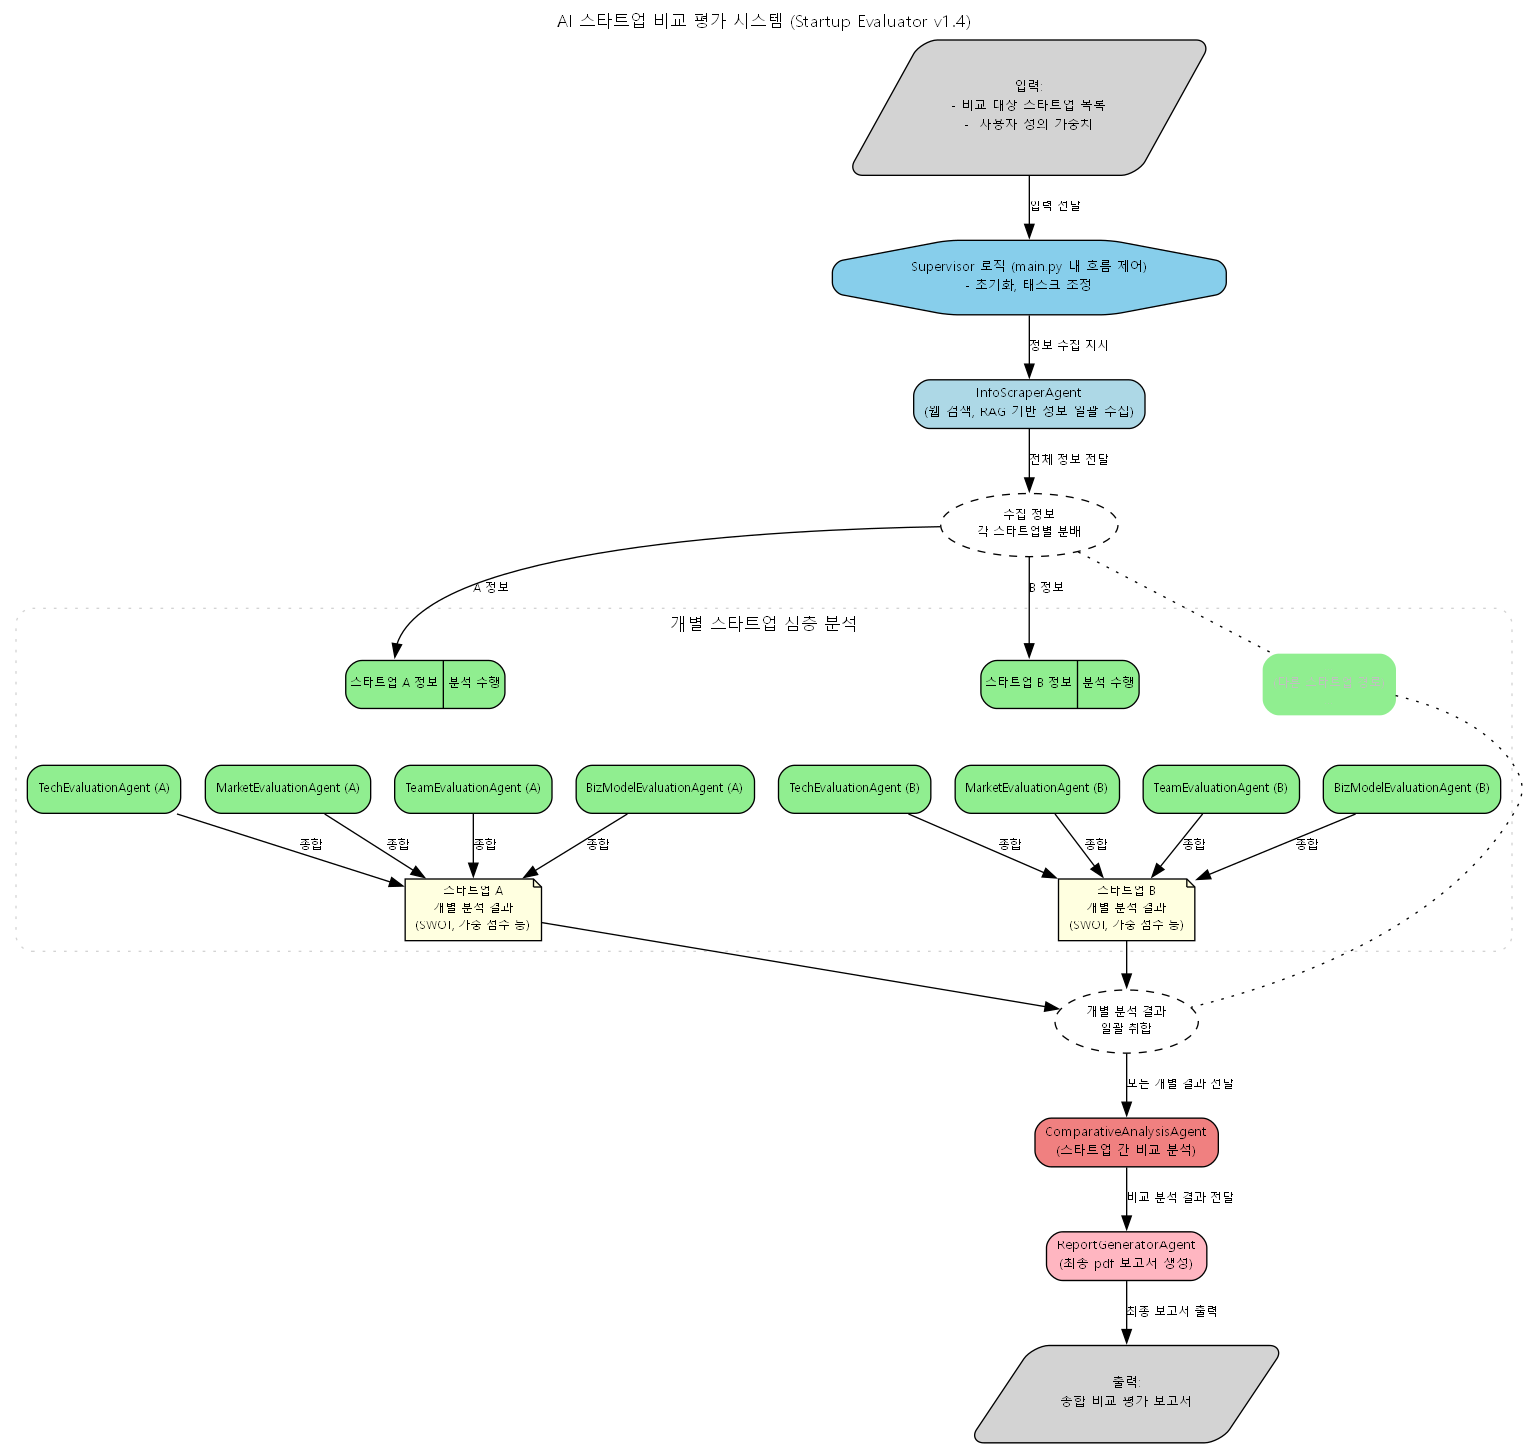 AI 스타트업 비교 평가 시스템 (Startup Evaluator v1.4)
입력:
- 비교 대상 스타트업 목록
- 사용자 정의 가중치
입력 전달
Supervisor 로직 (main.py 내 흐름 제어)
- 초기화, 태스크 조정
정보 수집 지시
InfoScraperAgent
(웹 검색, RAG 기반 정보 일괄 수집)
전체 정보 전달
수집 정보
각 스타트업별 분배
A 정보
B 정보
개별 스타트업 심층 분석
스타트업 A 정보
분석 수행
스타트업 B 정보
분석 수행
TechEvaluationAgent (A)
MarketEvaluationAgent (A)
TeamEvaluationAgent (A)
BizModelEvaluationAgent (A)
TechEvaluationAgent (B)
MarketEvaluationAgent (B)
TeamEvaluationAgent (B)
BizModelEvaluationAgent (B)
종합
종합
종합
종합
종합
종합
종합
종합
스타트업 A
개별 분석 결과
(SWOT, 가중 점수 등)
스타트업 B
개별 분석 결과
(SWOT, 가중 점수 등)
개별 분석 결과
일괄 취합
모든 개별 결과 전달
ComparativeAnalysisAgent
(스타트업 간 비교 분석)
비교 분석 결과 전달
ReportGeneratorAgent
(최종 pdf 보고서 생성)
최종 보고서 출력
출력:
종합 비교 평가 보고서